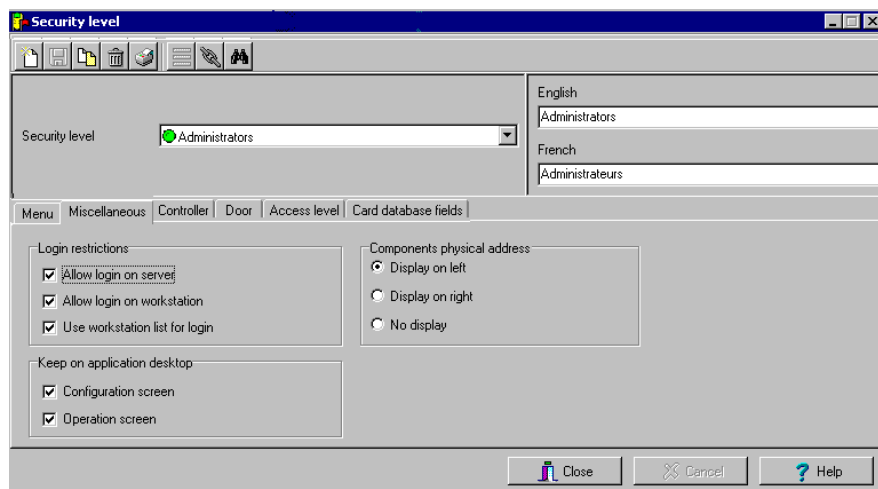 Security level
English
Administrators
Security level
Administrators
French
Administrateurs
Menu
Miscellaneous
Controller
Door
Access level
Card database fields
Login restrictions
Allow login on server
Allow login on workstation
Use workstation list for login
Components physical address
Display on left
Display on right
No display
Keep on application desktop
Configuration screen
Operation screen
Close
Cancel
Help